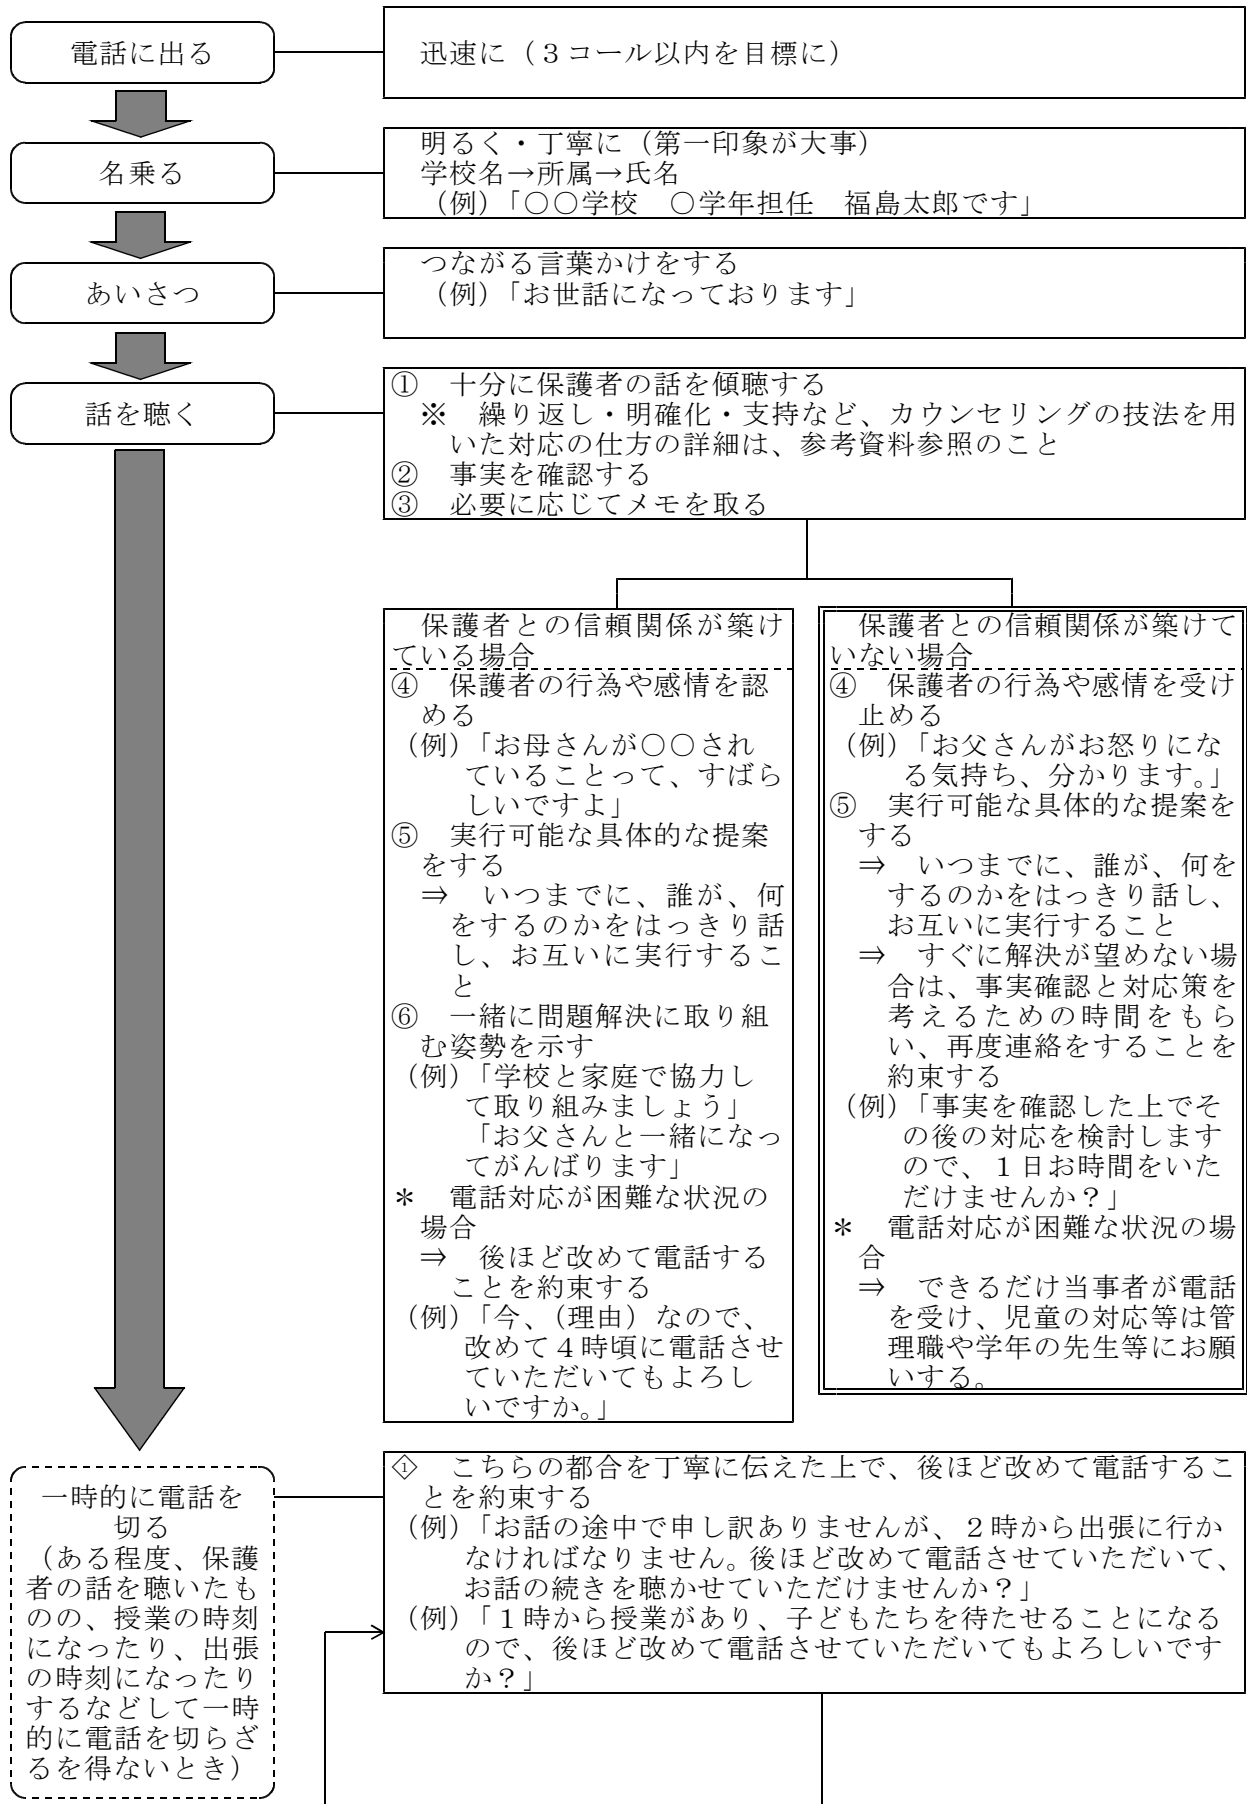 電話に出る
迅速に（３コール以内を目標に）
名乗る
明るく・丁寧に（第一印象が大事）
学校名→所属→氏名
（例）「○○学校　○学年担任　福島太郎です」
あいさつ
つながる言葉かけをする
（例）「お世話になっております」
話を聴く
①　十分に保護者の話を傾聴する
※　繰り返し・明確化・支持など、カウンセリングの技法を用
いた対応の仕方の詳細は、参考資料参照のこと
②　事実を確認する
③　必要に応じてメモを取る
保護者との信頼関係が築け
ている場合
④　保護者の行為や感情を認
める
（例）「お母さんが○○され
ていることって、すばら
しいですよ」
⑤　実行可能な具体的な提案
をする
⇒　いつまでに、誰が、何
をするのかをはっきり話
し、お互いに実行するこ
と
⑥　一緒に問題解決に取り組
む姿勢を示す
（例）「学校と家庭で協力し
て取り組みましょう」
「お父さんと一緒になっ
てがんばります」
＊　電話対応が困難な状況の
場合
⇒　後ほど改めて電話する
ことを約束する
（例）「今、（理由）なので、
改めて４時頃に電話させ
ていただいてもよろし
いですか。」
保護者との信頼関係が築けて
いない場合
④　保護者の行為や感情を受け
止める
（例）「お父さんがお怒りにな
る気持ち、分かります。」
⑤　実行可能な具体的な提案を
する
⇒　いつまでに、誰が、何を
するのかをはっきり話し、
お互いに実行すること
⇒　すぐに解決が望めない場
合は、事実確認と対応策を
考えるための時間をもら
い、再度連絡をすることを
約束する
（例）「事実を確認した上でそ
の後の対応を検討します
ので、１日お時間をいた
だけませんか？」
＊　電話対応が困難な状況の場
合
⇒　できるだけ当事者が電話
を受け、児童の対応等は管
理職や学年の先生等にお願
いする。
一時的に電話を
切る
（ある程度、保護
者の話を聴いたも
のの、授業の時刻
になったり、出張
の時刻になったり
するなどして一時
的に電話を切らざ
るを得ないとき）
①　こちらの都合を丁寧に伝えた上で、後ほど改めて電話するこ
とを約束する
（例）「お話の途中で申し訳ありませんが、２時から出張に行か
なければなりません。後ほど改めて電話させていただいて、
お話の続きを聴かせていただけませんか？」
（例）「１時から授業があり、子どもたちを待たせることになる
ので、後ほど改めて電話させていただいてもよろしいです
か？」